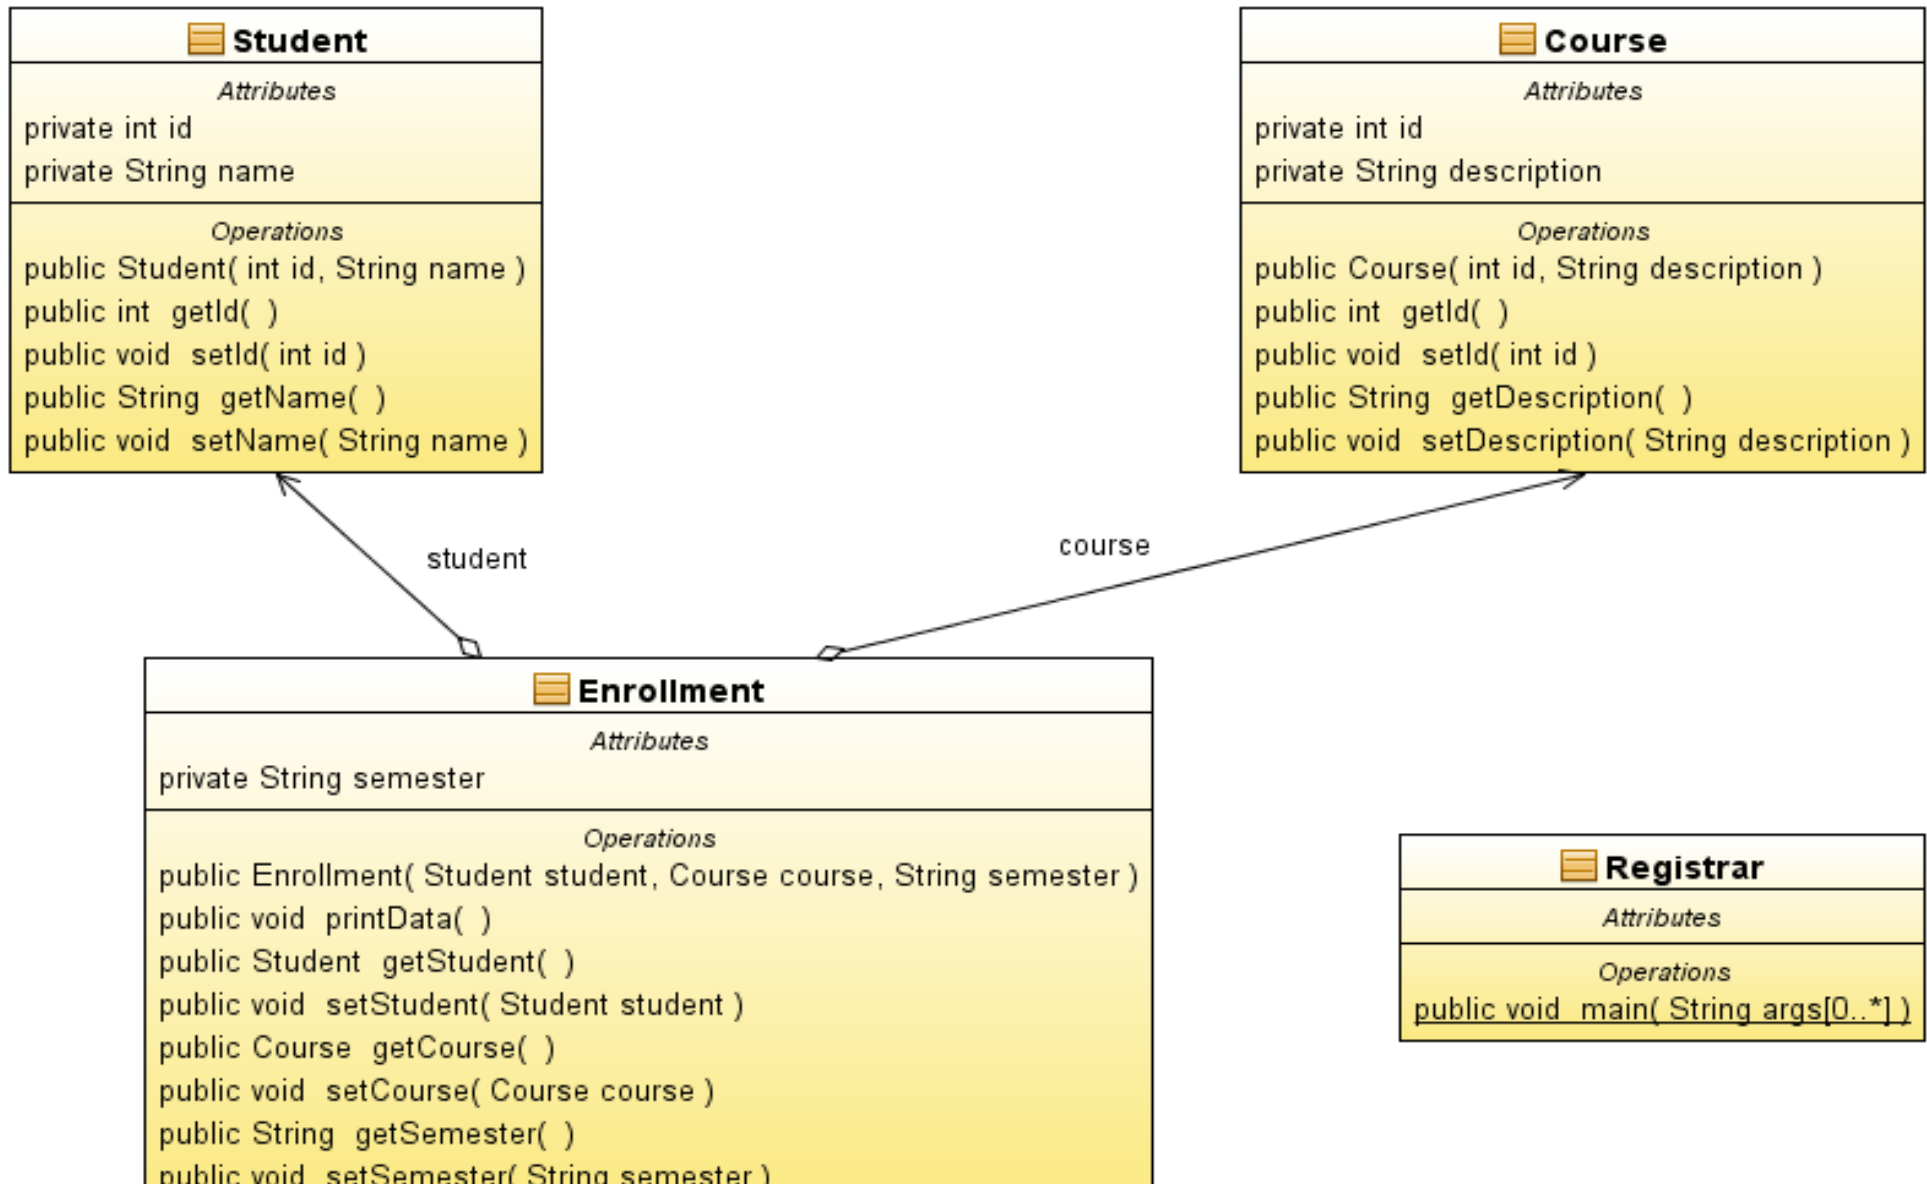 Student
Attributes
private int id
private String name
Operations
public Student( int id, String name )
public int  getId(  )
public void  setId( int id )
public String  getName(  )
public void  setName( String name )
Course
Attributes
private int id
private String description
Operations
public Course( int id, String description )
public int  getId(  )
public void  setId( int id )
public String  getDescription(  )
public void  setDescription( String description )
student
course
Enrollment
Attributes
private String semester
Operations
public Enrollment( Student student, Course course, String semester )
public void  printData(  )
public Student  getStudent(  )
public void  setStudent( Student student )
public Course  getCourse(  )
public void  setCourse( Course course )
public String  getSemester(  )
public void  setSemester( String semester )
Registrar
Attributes
Operations
public void  main( String args[0..*] )